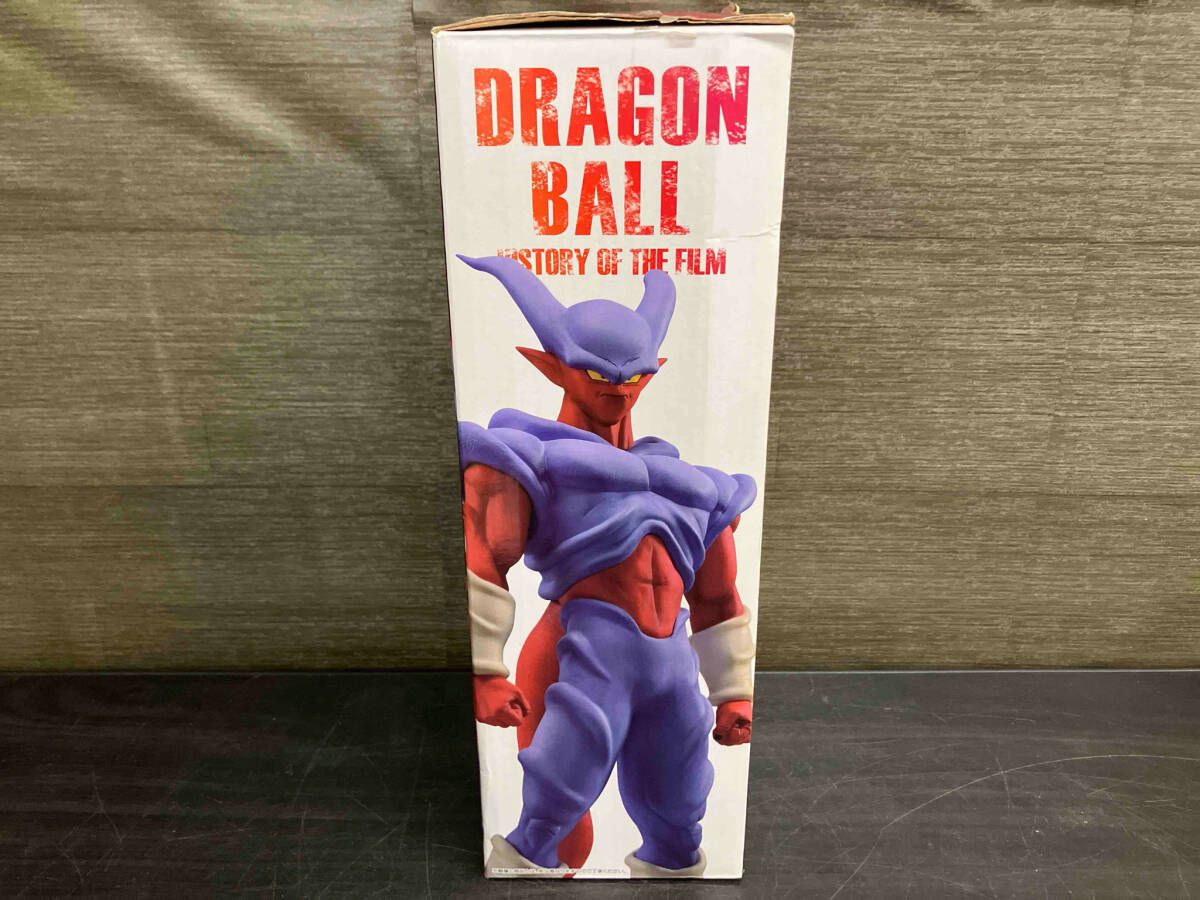 DRAGON
BALL
HISTORY OF THE FILM